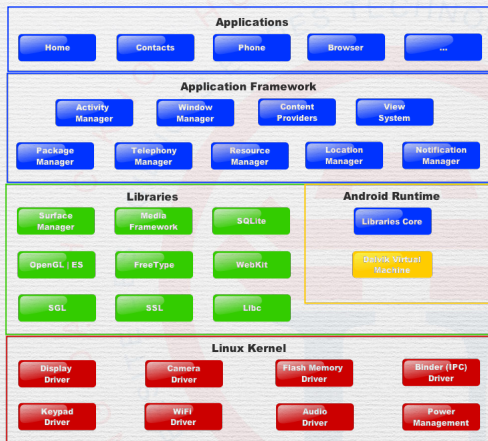 Applications
Home
Contacts
Phone
Browser
...
Application Framework
Activity
Manager
Window
Manager
Content
Providers
View
System
Package
Manager
Telephony
Manager
Resource
Manager
Location
Manager
Notification
Manager
Libraries
Surface
Manager
Media
Framework
SQLite
OpenGL / ES
FreeType
WebKit
SGL
SSL
Libc
Android Runtime
Libraries Core
Dalvik Virtual
Machine
Linux Kernel
Display
Driver
Camera
Driver
Flash Memory
Driver
Binder (IPC)
Driver
Keypad
Driver
WiFi
Driver
Audio
Driver
Power
Management